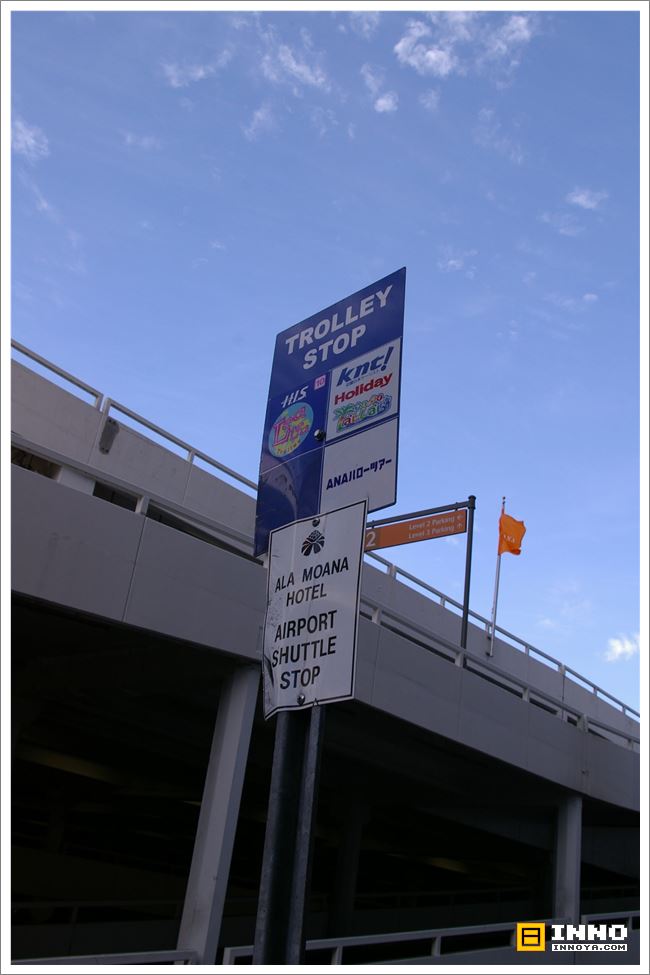 TROLLEY
STOP
HIS
knt!
Holiday
ANAハローツアー
Level 2 Parking
Level 3 Parking
2
ALA MOANA
HOTEL
AIRPORT
SHUTTLE
STOP
INNO
INNOYA.COM